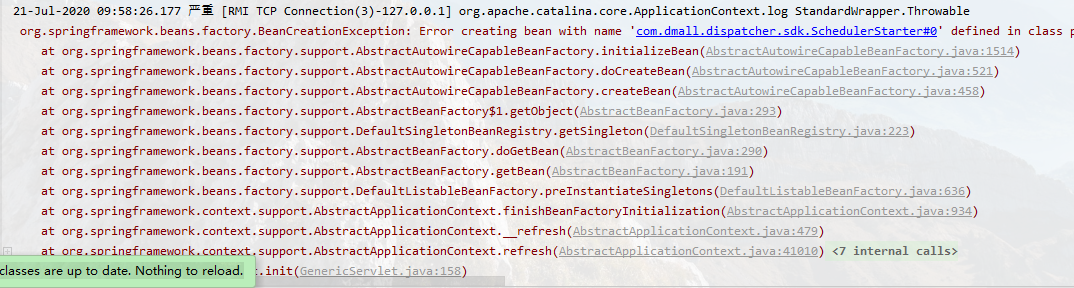 21-Jul-2020 09:58:26.177 严重 [RMI TCP Connection(3)-127.0.0.1] org.apache.catalina.core.ApplicationContext.log StandardWrapper.Throwable
org.springframework.beans.factory.BeanCreationException: Error creating bean with name 'com.dmall.dispatcher.sdk.SchedulerStarter#0' defined in class p
at org.springframework.beans.factory.support.AbstractAutowireCapableBeanFactory.initializeBean(AbstractAutowireCapableBeanFactory.java:1514)
at org.springframework.beans.factory.support.AbstractAutowireCapableBeanFactory.doCreateBean(AbstractAutowireCapableBeanFactory.java:521)
at org.springframework.beans.factory.support.AbstractAutowireCapableBeanFactory.createBean(AbstractAutowireCapableBeanFactory.java:458)
at org.springframework.beans.factory.support.AbstractBeanFactory$1.getObject(AbstractBeanFactory.java:293)
at org.springframework.beans.factory.support.DefaultSingletonBeanRegistry.getSingleton(DefaultSingletonBeanRegistry.java:223)
at org.springframework.beans.factory.support.AbstractBeanFactory.doGetBean(AbstractBeanFactory.java:290)
at org.springframework.beans.factory.support.AbstractBeanFactory.getBean(AbstractBeanFactory.java:191)
at org.springframework.beans.factory.support.DefaultListableBeanFactory.preInstantiateSingletons(DefaultListableBeanFactory.java:636)
at org.springframework.context.support.AbstractApplicationContext.finishBeanFactoryInitialization(AbstractApplicationContext.java:934)
at org.springframework.context.support.AbstractApplicationContext.__refresh(AbstractApplicationContext.java:479)
at org.springframework.context.support.AbstractApplicationContext.refresh(AbstractApplicationContext.java:41010) <7 internal calls>
classes are up to date. Nothing to reload. t.init(GenericServlet.java:158)